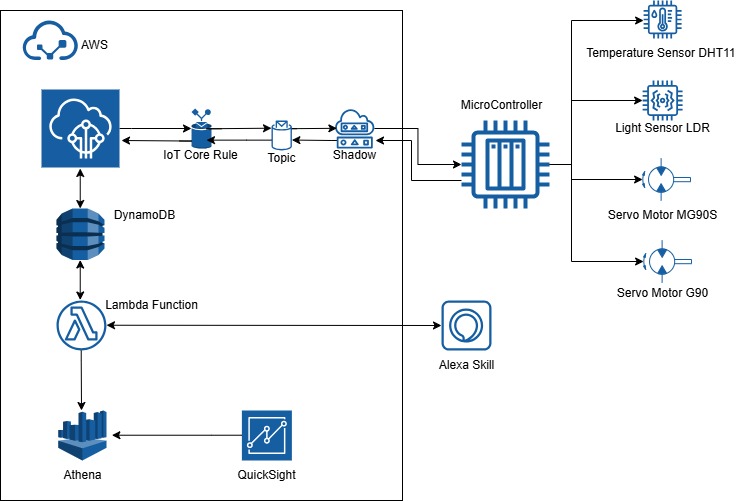 AWS
Temperature Sensor DHT11
MicroController
Light Sensor LDR
IoT Core Rule
Topic
Shadow
DynamoDB
Servo Motor MG90S
Servo Motor G90
Lambda Function
Alexa Skill
Athena
QuickSight